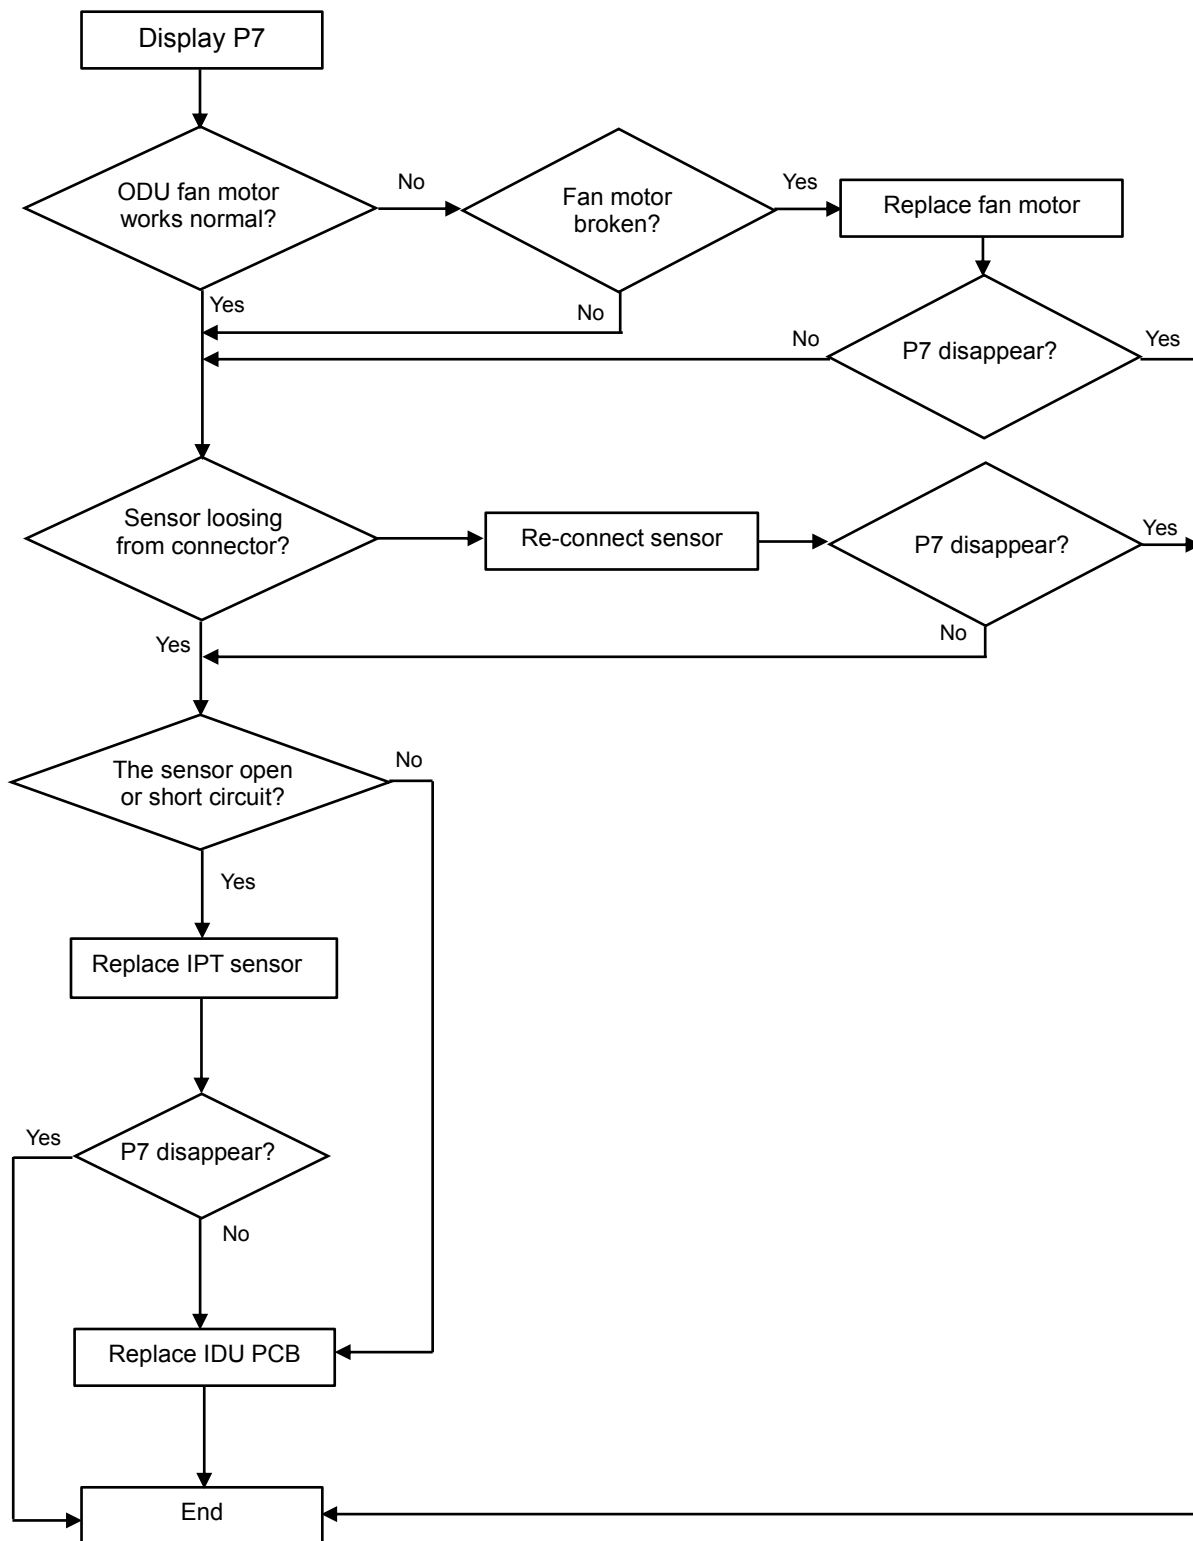 Display P7
ODU fan motor
works normal?
No
Fan motor
broken?
Yes
Replace fan motor
Yes
No
No
P7 disappear?
Yes
Sensor loosing
from connector?
Re-connect sensor
P7 disappear?
Yes
Yes
No
The sensor open
or short circuit?
No
Yes
Replace IPT sensor
Yes
P7 disappear?
No
Replace IDU PCB
End